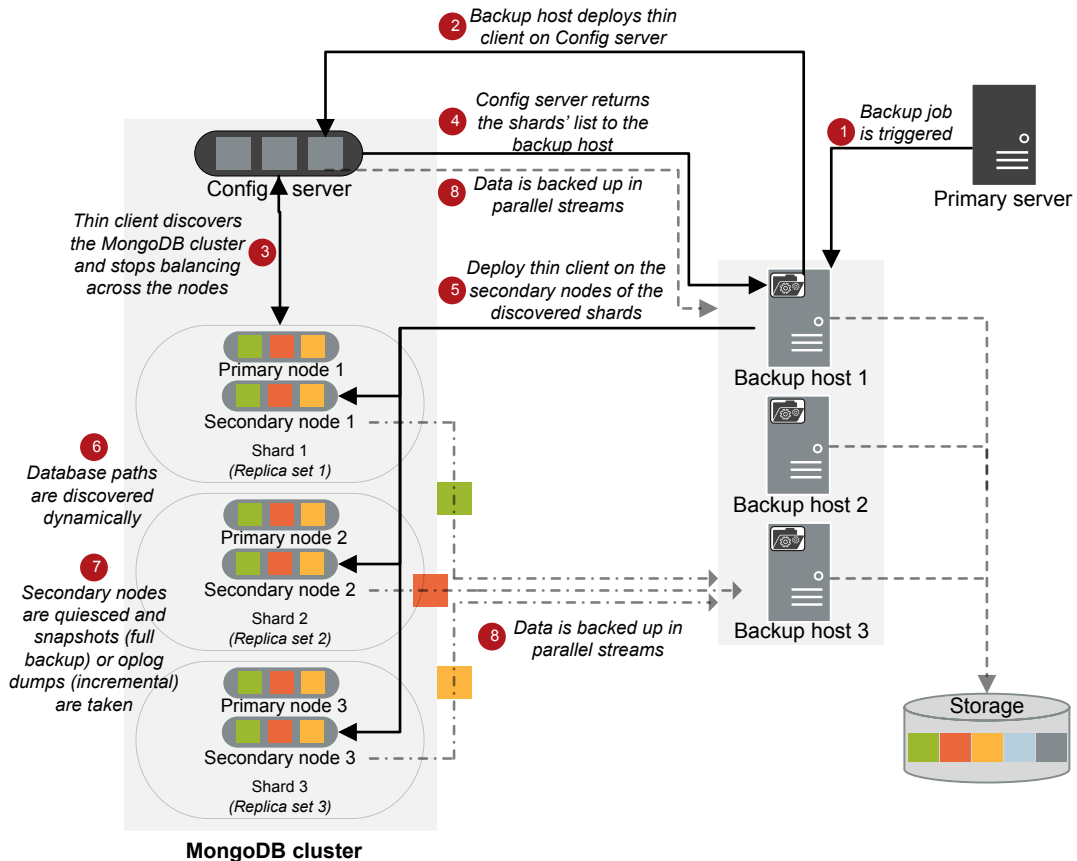 2
Backup host deploys thin
client on Config server
1
Backup job
is triggered
4
Config server returns
the shards' list to the
backup host
Config server
Primary server
8
Data is backed up in
parallel streams
Thin client discovers
the MongoDB cluster
and stops balancing
across the nodes
3
5
Deploy thin client on the
secondary nodes of the
discovered shards
Primary node 1
Secondary node 1
Shard 1
(Replica set 1)
Backup host 1
6
Database paths
are discovered
dynamically
Primary node 2
Secondary node 2
Shard 2
(Replica set 2)
Backup host 2
7
Secondary nodes
are quiesced and
snapshots (full
backup) or oplog
dumps (incremental)
are taken
Backup host 3
8
Data is backed up in
parallel streams
Primary node 3
Secondary node 3
Shard 3
(Replica set 3)
Storage
MongoDB cluster